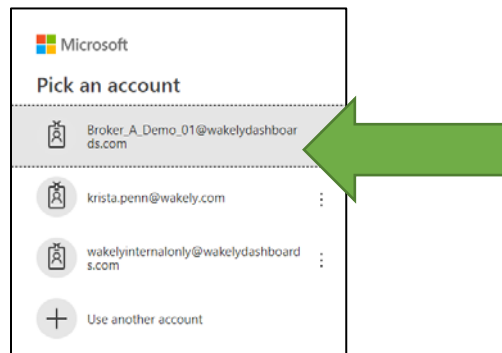 Microsoft
Pick an account
Broker_A_Demo_01@wakelydashboar
ds.com
krista.penn@wakely.com
wakelyinternalonly@wakelydashboard
s.com
Use another account